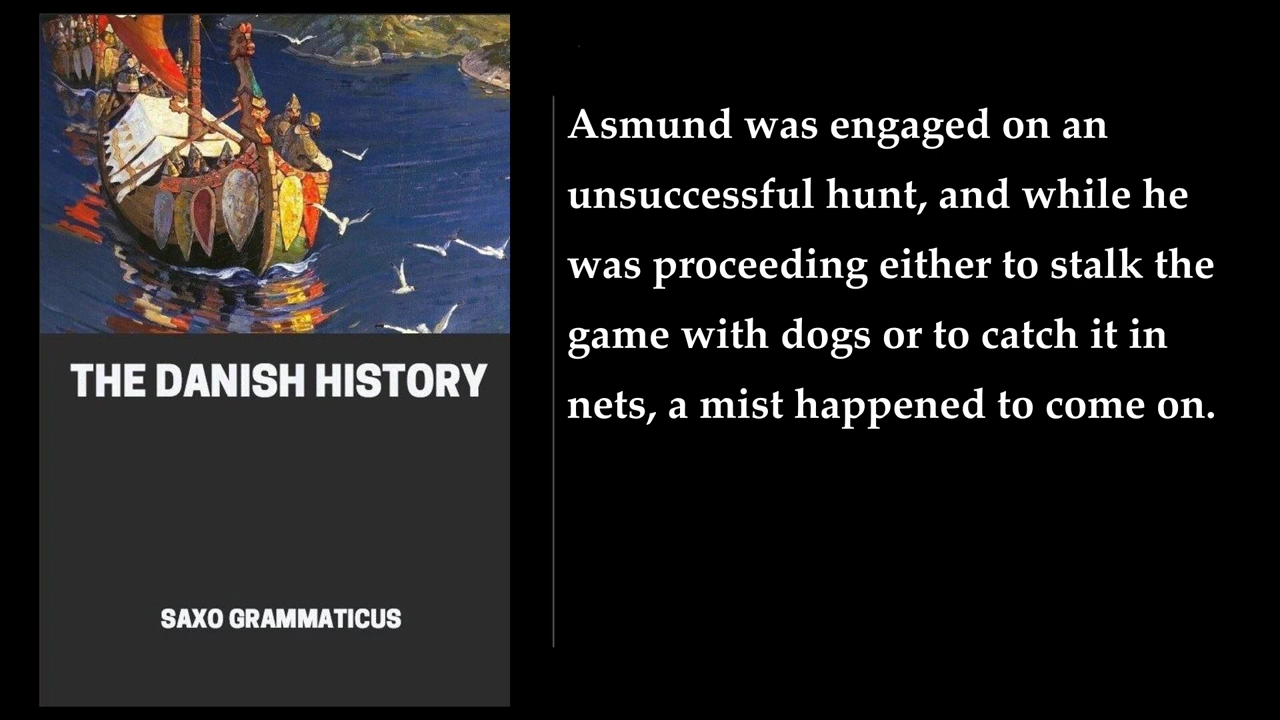 THE DANISH HISTORY
SAXO GRAMMATICUS
Asmund was engaged on an
unsuccessful hunt, and while he
was proceeding either to stalk the
game with dogs or to catch it in
nets, a mist happened to come on.